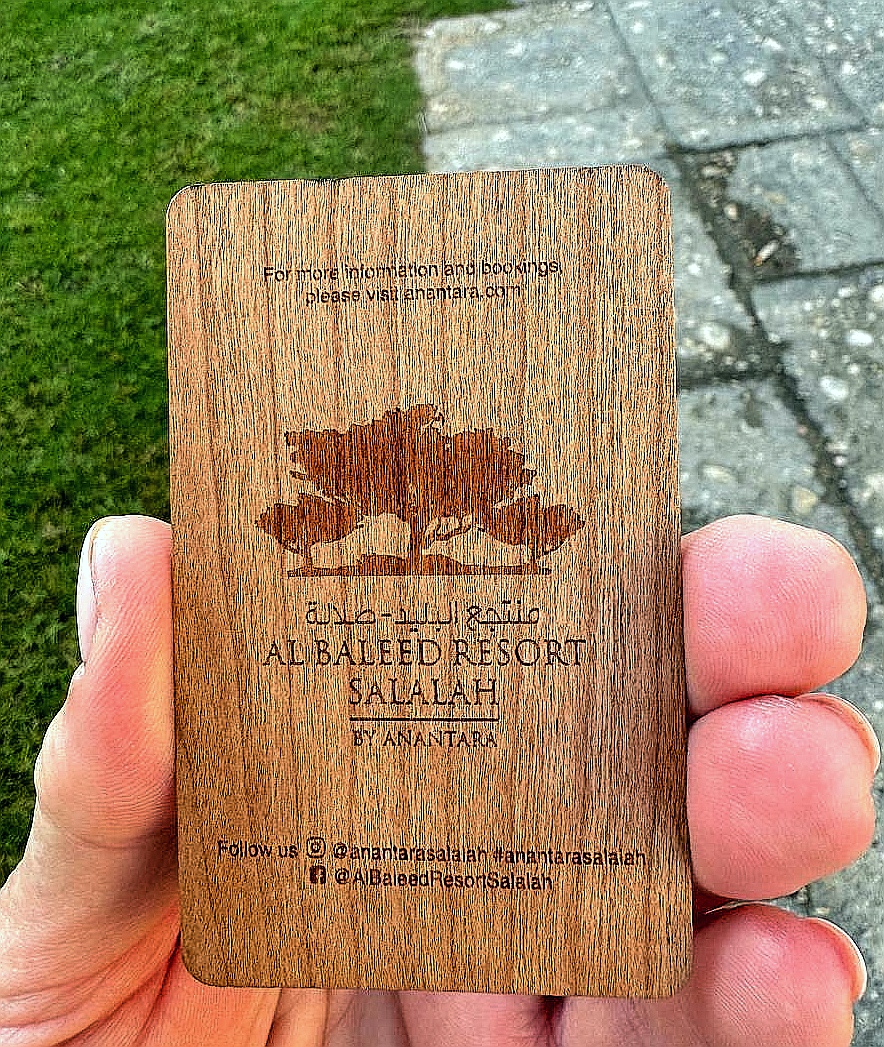 For more information and bookings,
please visit anantara.com
منتجع البليد-صلالة
AL BALEED RESORT
SALALAH
BY ANANTARA
Follow us @anantarasalalah #anantarasalalah
@AlBaleedResortSalalah